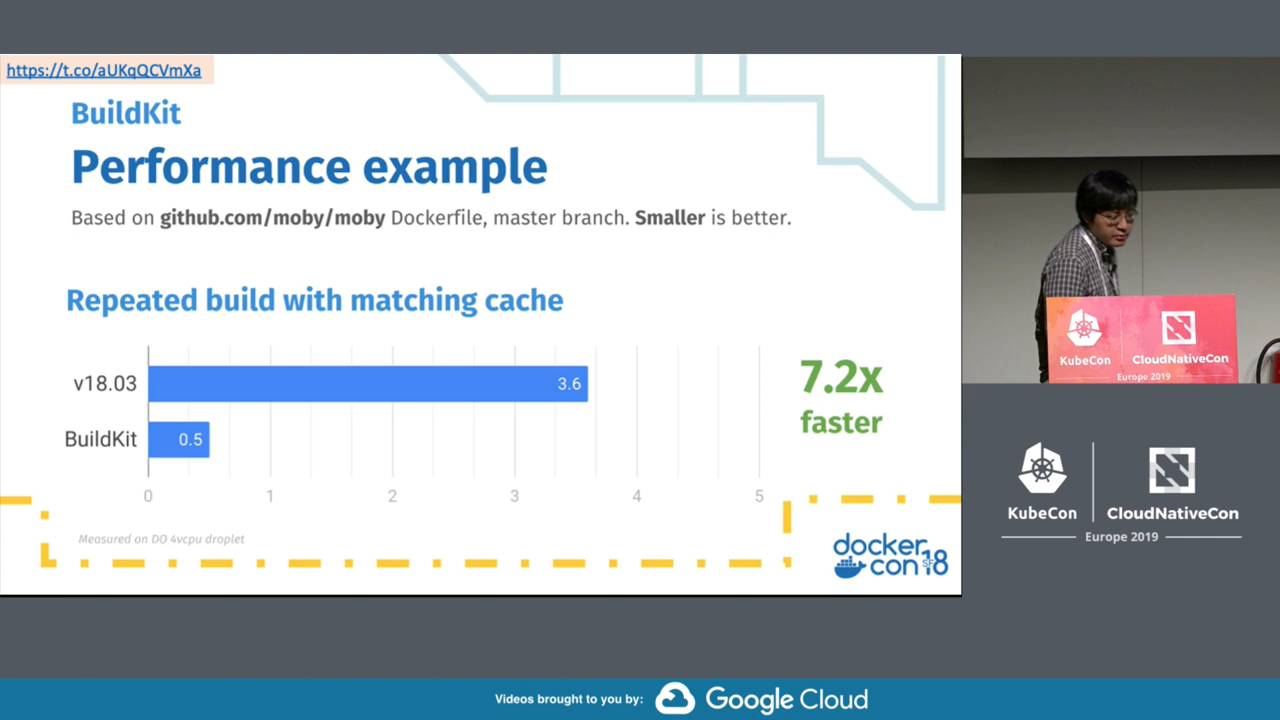 https://t.co/aUKqQCVmXa
BuildKit
Performance example
Based on github.com/moby/moby Dockerfile, master branch. Smaller is better.
Repeated build with matching cache
v18.03
3.6
BuildKit
0.5
0 1 2 3 4 5
7.2x
faster
Measured on DO 4vcpu droplet
docker
con SF 18
KubeCon
CloudNativeCon
Europe 2019
KubeCon
CloudNativeCon
Europe 2019
Videos brought to you by: Google Cloud